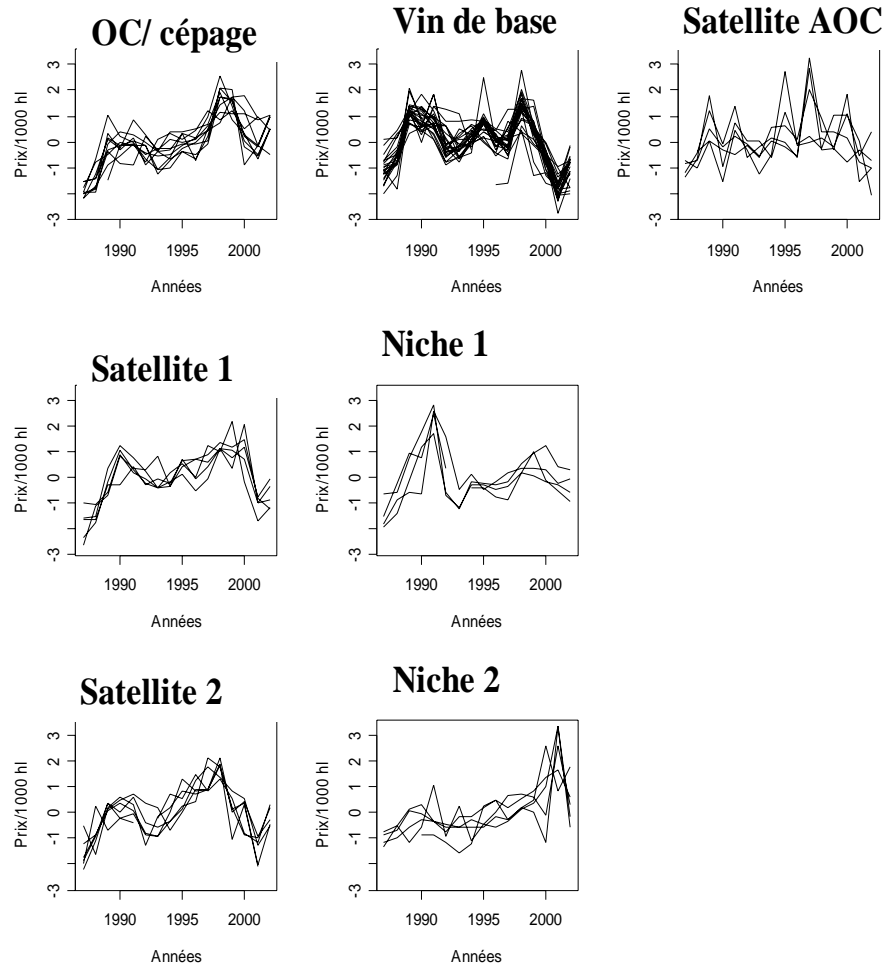 OC/ cépage
Prix/1000 hl
3
2
1
0
-1
-3
1990 1995 2000
Années
Vin de base
Prix/1000 hl
3
2
1
0
-1
-3
1990 1995 2000
Années
Satellite AOC
Prix/1000 hl
3
2
1
0
-1
-3
1990 1995 2000
Années
Satellite 1
Prix/1000 hl
3
2
1
0
-1
-3
1990 1995 2000
Années
Niche 1
Prix/1000 hl
3
2
1
0
-1
-3
1990 1995 2000
Années
Satellite 2
Prix/1000 hl
3
2
1
0
-1
-3
1990 1995 2000
Années
Niche 2
Prix/1000 hl
3
2
1
0
-1
-3
1990 1995 2000
Années